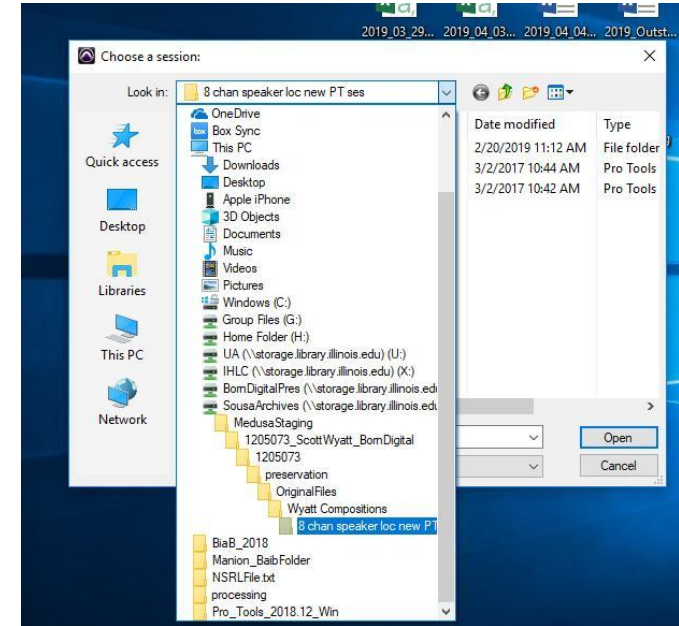 2019_03_29... 2019_04_03... 2019_04_04... 2019_Outst...
Choose a session:
Look in: 8 chan speaker loc new PT ses
OneDrive
Box Sync
This PC
Downloads
Desktop
Apple iPhone
3D Objects
Documents
Music
Videos
Pictures
Windows (C:)
Group Files (G:)
Home Folder (H:)
UA (\\storage.library.illinois.edu) (U:)
IHLC (\\storage.library.illinois.edu) (X:)
BornDigitalPres (\\storage.library.illinois.edu
SousaArchives (\\storage.library.illinois.edu
MedusaStaging
1205073_ScottWyatt_BornDigital
1205073
preservation
OriginalFiles
Wyatt Compositions
8 chan speaker loc new PT
BiaB_2018
Manion_BaibFolder
NSRLFile.txt
processing
Pro_Tools_2018.12_Win
Quick access
Desktop
Libraries
This PC
Network
Date modified Type
2/20/2019 11:12 AM File folder
3/2/2017 10:44 AM Pro Tools
3/2/2017 10:42 AM Pro Tools
Open
Cancel